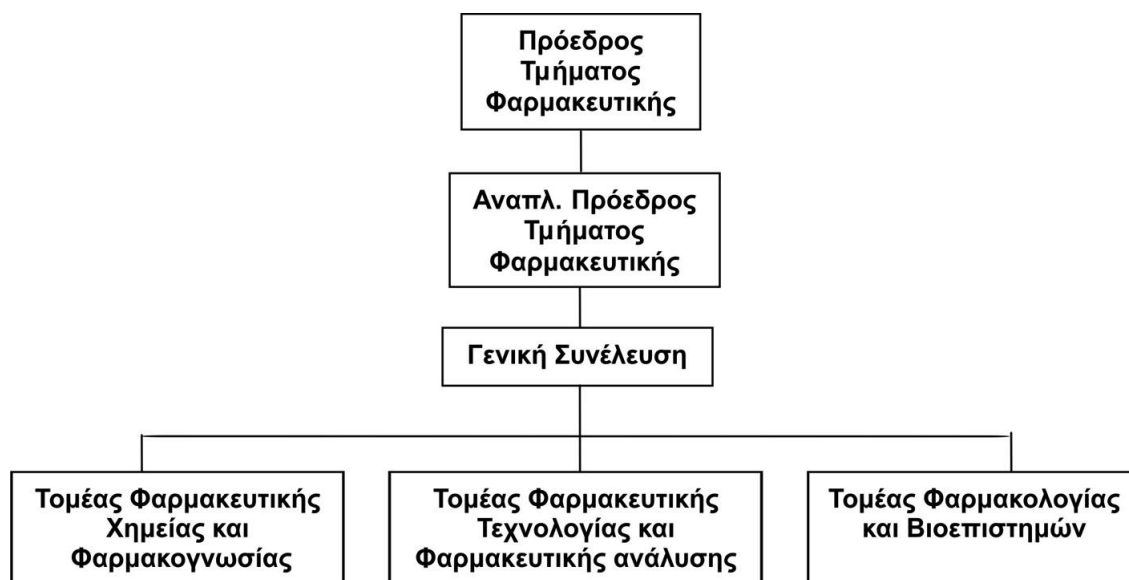 Πρόεδρος
Τμήματος
Φαρμακευτικής
Αναπλ. Πρόεδρος
Τμήματος
Φαρμακευτικής
Γενική Συνέλευση
Τομέας Φαρμακευτικής
Χημείας και
Φαρμακογνωσίας
Τομέας Φαρμακευτικής
Τεχνολογίας και
Φαρμακευτικής ανάλυσης
Τομέας Φαρμακολογίας
και Βιοεπιστημών